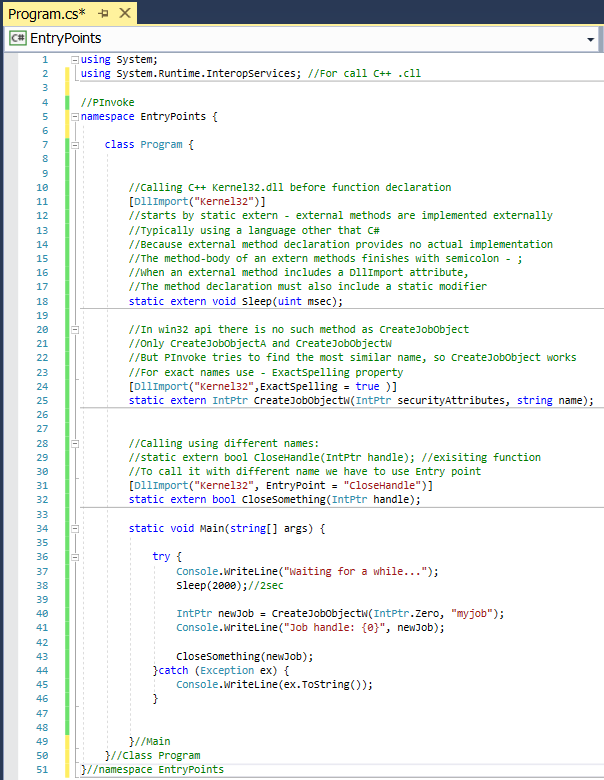 Program.cs*
C# EntryPoints
1 using System;
2 using System.Runtime.InteropServices; //For call C++ .cll
3
4 //PInvoke
5 namespace EntryPoints {
6
7 class Program {
8
9
10 //Calling C++ Kernel32.dll before function declaration
11 [DllImport("Kernel32")]
12 //starts by static extern - external methods are implemented externally
13 //Typically using a language other that C#
14 //Because external method declaration provides no actual implementation
15 //The method-body of an extern methods finishes with semicolon - ;
16 //When an external method includes a DllImport attribute,
17 //The method declaration must also include a static modifier
18 static extern void Sleep(uint msec);
19
20 //In win32 api there is no such method as CreateJobObject
21 //Only CreateJobObjectA and CreateJobObjectW
22 //But PInvoke tries to find the most similar name, so CreateJobObject works
23 //For exact names use - ExactSpelling property
24 [DllImport("Kernel32",ExactSpelling = true )]
25 static extern IntPtr CreateJobObjectW(IntPtr securityAttributes, string name);
26
27
28 //Calling using different names:
29 //static extern bool CloseHandle(IntPtr handle); //exisiting function
30 //To call it with different name we have to use Entry point
31 [DllImport("Kernel32", EntryPoint = "CloseHandle")]
32 static extern bool CloseSomething(IntPtr handle);
33
34 static void Main(string[] args) {
35
36 try {
37 Console.WriteLine("Waiting for a while...");
38 Sleep(2000);//2sec
39
40 IntPtr newJob = CreateJobObjectW(IntPtr.Zero, "myjob");
41 Console.WriteLine("Job handle: {0}", newJob);
42
43 CloseSomething(newJob);
44 }catch (Exception ex) {
45 Console.WriteLine(ex.ToString());
46 }
47
48
49 }//Main
50 }//Class Program
51 }//namespace EntryPoints